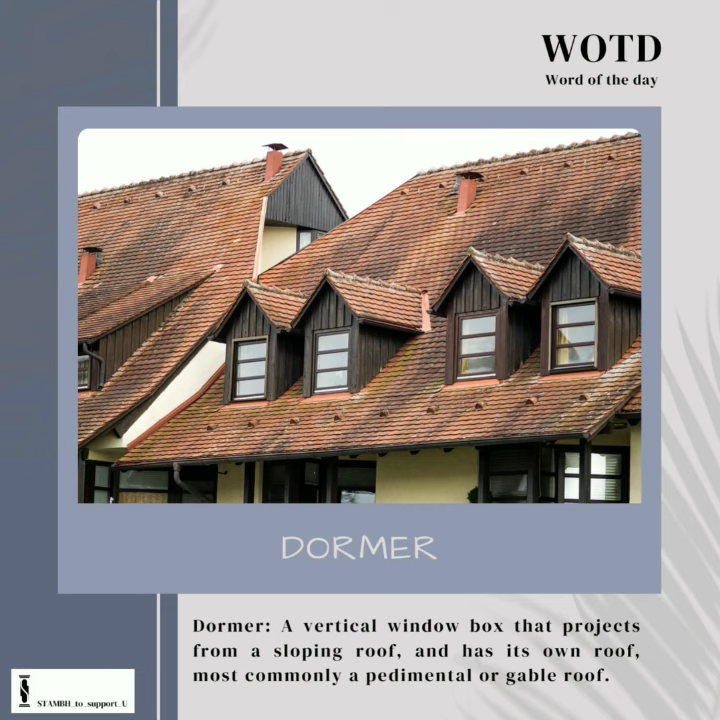 WOTD
Word of the day
DORMER
Dormer: A vertical window box that projects
from a sloping roof, and has its own roof,
most commonly a pedimental or gable roof.
STAMBH_to_support_U